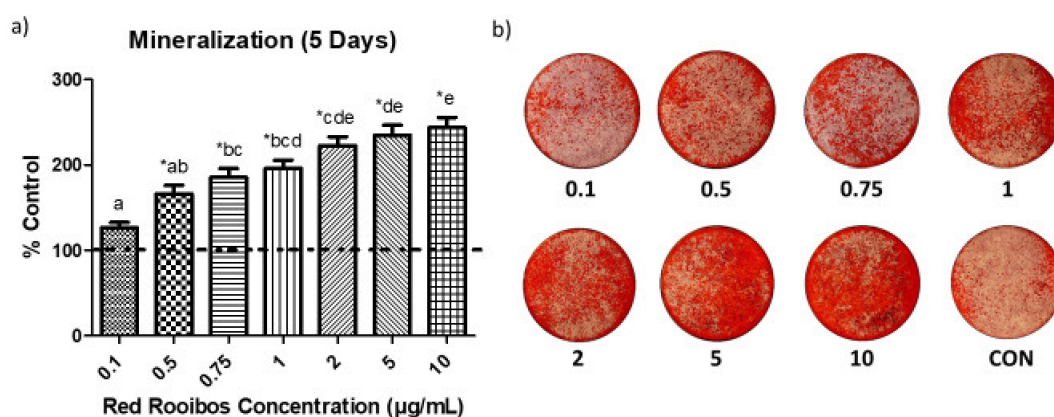 a)
Mineralization (5 Days)
% Control
300
200
100
0
a
*ab
*bc
*bcd
*cde
*de
*e
0.1
0.5
0.75
1
2
5
10
Red Rooibos Concentration (µg/mL)
b)
0.1 0.5 0.75 1
2 5 10 CON